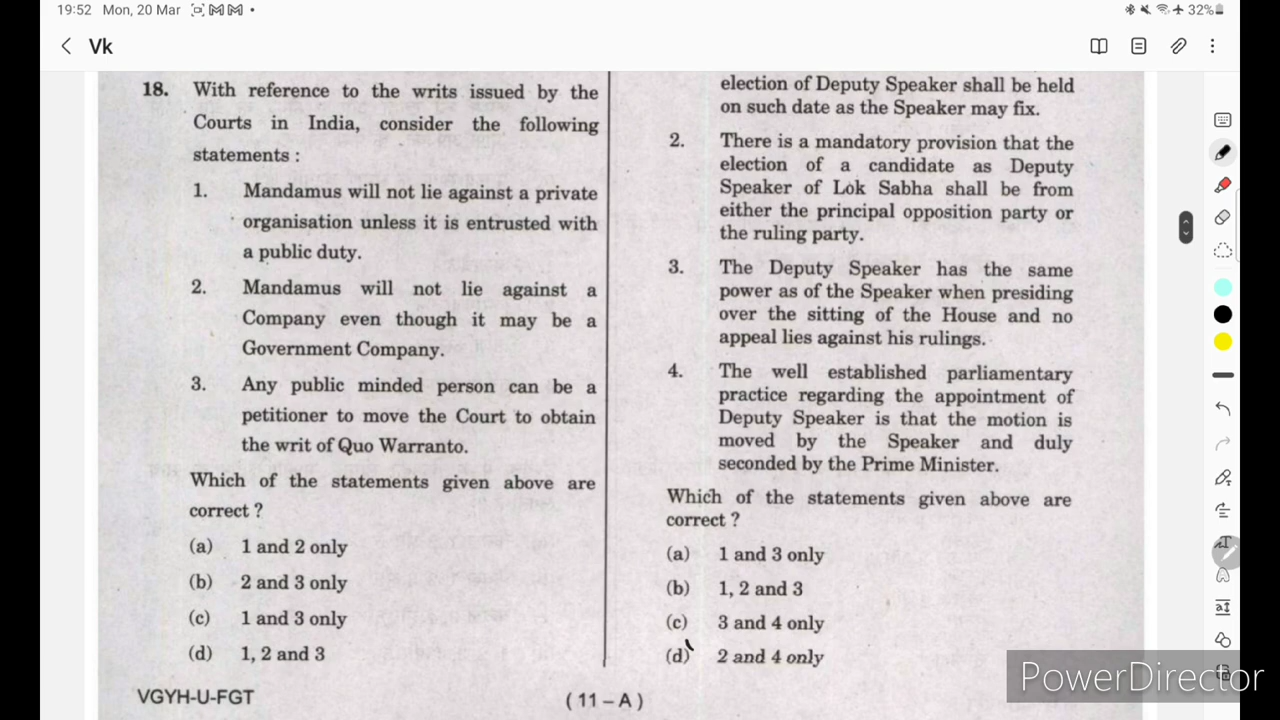 19:52 Mon, 20 Mar
32%
Vk
18. With reference to the writs issued by the
Courts in India, consider the following
statements :
1. Mandamus will not lie against a private
organisation unless it is entrusted with
a public duty.
2. Mandamus will not lie against a
Company even though it may be a
Government Company.
3. Any public minded person can be a
petitioner to move the Court to obtain
the writ of Quo Warranto.
Which of the statements given above are
correct ?
(a) 1 and 2 only
(b) 2 and 3 only
(c) 1 and 3 only
(d) 1, 2 and 3
VGYH-U-FGT
( 11 – A )
election of Deputy Speaker shall be held
on such date as the Speaker may fix.
2. There is a mandatory provision that the
election of a candidate as Deputy
Speaker of Lok Sabha shall be from
either the principal opposition party or
the ruling party.
3. The Deputy Speaker has the same
power as of the Speaker when presiding
over the sitting of the House and no
appeal lies against his rulings.
4. The well established parliamentary
practice regarding the appointment of
Deputy Speaker is that the motion is
moved by the Speaker and duly
seconded by the Prime Minister.
Which of the statements given above are
correct ?
(a) 1 and 3 only
(b) 1, 2 and 3
(c) 3 and 4 only
(d) 2 and 4 only
PowerDirector